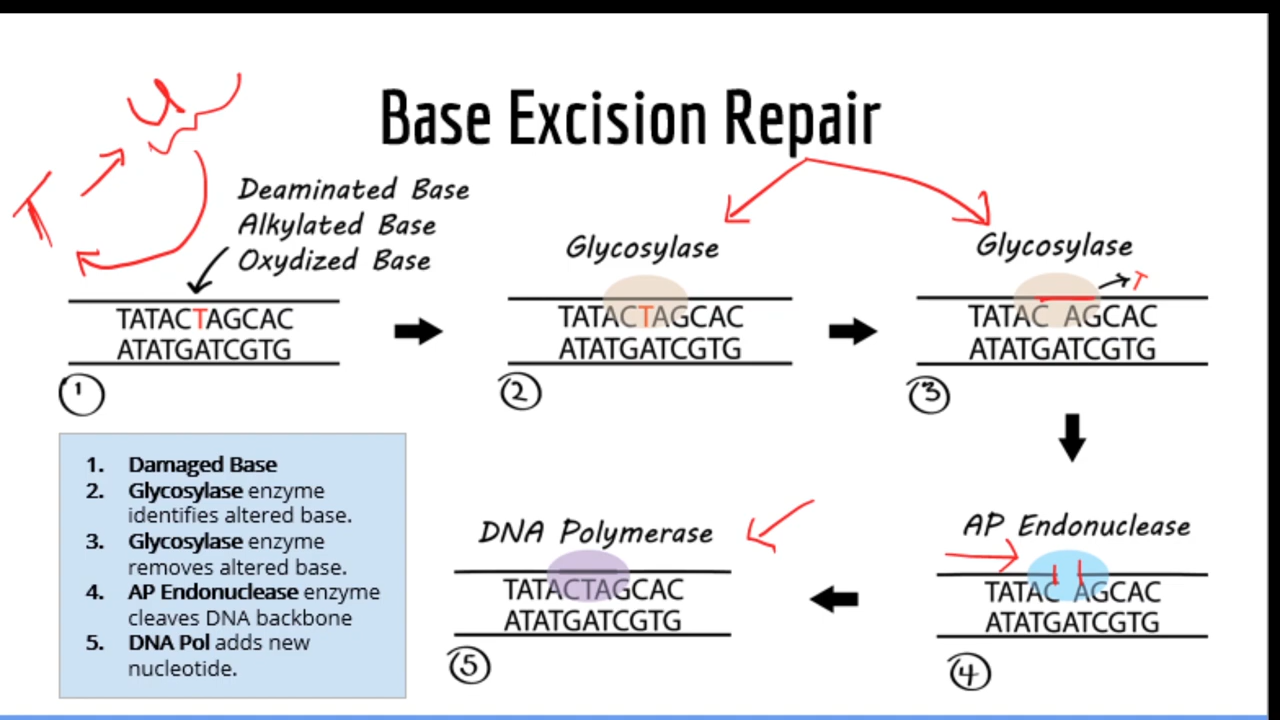 Base Excision Repair
U
T
Deaminated Base
Alkylated Base
Oxydized Base
TATACTAGCAC
ATATGATCGTG
1
Glycosylase
TATACTAGCAC
ATATGATCGTG
2
Glycosylase
T
TATAC AGCAC
ATATGATCGTG
3
AP Endonuclease
TATAC AGCAC
ATATGATCGTG
4
DNA Polymerase
TATACTAGCAC
ATATGATCGTG
5
1. Damaged Base
2. Glycosylase enzyme
identifies altered base.
3. Glycosylase enzyme
removes altered base.
4. AP Endonuclease enzyme
cleaves DNA backbone
5. DNA Pol adds new
nucleotide.